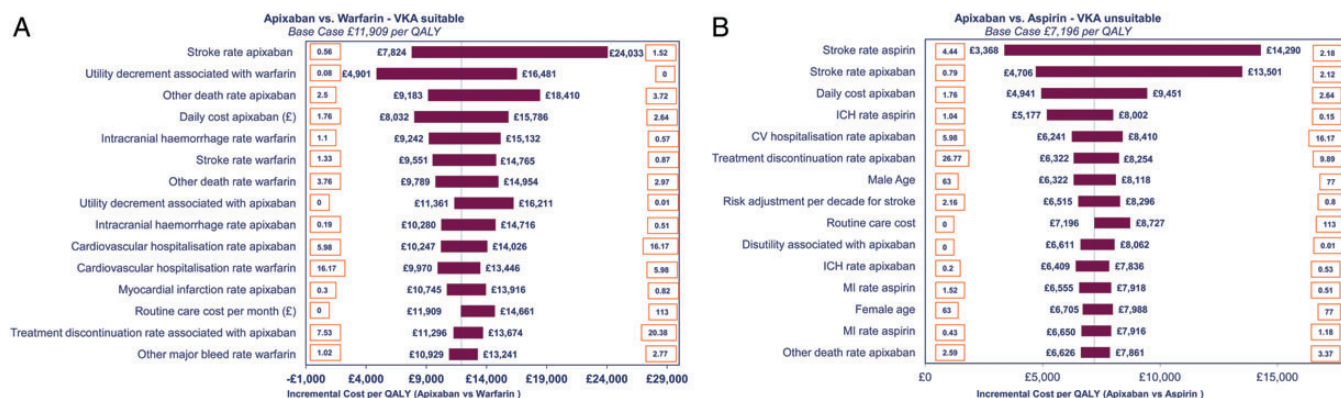 A
Apixaban vs. Warfarin - VKA suitable
Base Case £11,909 per QALY
Stroke rate apixaban 0.56 £7,824 £24,033 1.52
Utility decrement associated with warfarin 0.08 £4,901 £16,481 0
Other death rate apixaban 2.5 £9,183 £18,410 3.72
Daily cost apixaban (£) 1.76 £8,032 £15,786 2.64
Intracranial haemorrhage rate warfarin 1.1 £9,242 £15,132 0.57
Stroke rate warfarin 1.33 £9,551 £14,765 0.87
Other death rate warfarin 3.76 £9,789 £14,954 2.97
Utility decrement associated with apixaban 0 £11,361 £16,211 0.01
Intracranial haemorrhage rate apixaban 0.19 £10,280 £14,716 0.51
Cardiovascular hospitalisation rate apixaban 5.98 £10,247 £14,026 16.17
Cardiovascular hospitalisation rate warfarin 16.17 £9,970 £13,446 5.98
Myocardial infarction rate apixaban 0.3 £10,745 £13,916 0.82
Routine care cost per month (£) 0 £11,909 £14,661 113
Treatment discontinuation rate associated with apixaban 7.53 £11,296 £13,674 20.38
Other major bleed rate warfarin 1.02 £10,929 £13,241 2.77
-£1,000 £4,000 £9,000 £14,000 £19,000 £24,000 £29,000
Incremental Cost per QALY (Apixaban vs Warfarin )
B
Apixaban vs. Aspirin - VKA unsuitable
Base Case £7,196 per QALY
Stroke rate aspirin 4.44 £3,368 £14,290 2.18
Stroke rate apixaban 0.79 £4,706 £13,501 2.12
Daily cost apixaban 1.76 £4,941 £9,451 2.64
ICH rate aspirin 1.04 £5,177 £8,002 0.15
CV hospitalisation rate apixaban 5.98 £6,241 £8,410 16.17
Treatment discontinuation rate apixaban 26.77 £6,322 £8,254 9.89
Male Age 63 £6,322 £8,118 77
Risk adjustment per decade for stroke 2.16 £6,515 £8,296 0.8
Routine care cost 0 £7,196 £8,727 113
Disutility associated with apixaban 0 £6,611 £8,062 0.01
ICH rate apixaban 0.2 £6,409 £7,836 0.53
MI rate aspirin 1.52 £6,555 £7,918 0.51
Female age 63 £6,705 £7,988 77
MI rate aspirin 0.43 £6,650 £7,916 1.18
Other death rate apixaban 2.59 £6,626 £7,861 3.37
£0 £5,000 £10,000 £15,000
Incremental Cost per QALY (Apixaban vs Aspirin )